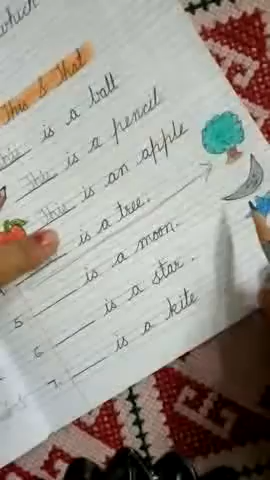 which
This & That
This is a ball
This is a pencil
This is an apple
is a tree.
5 is a moon.
6 is a star.
7. is a kite